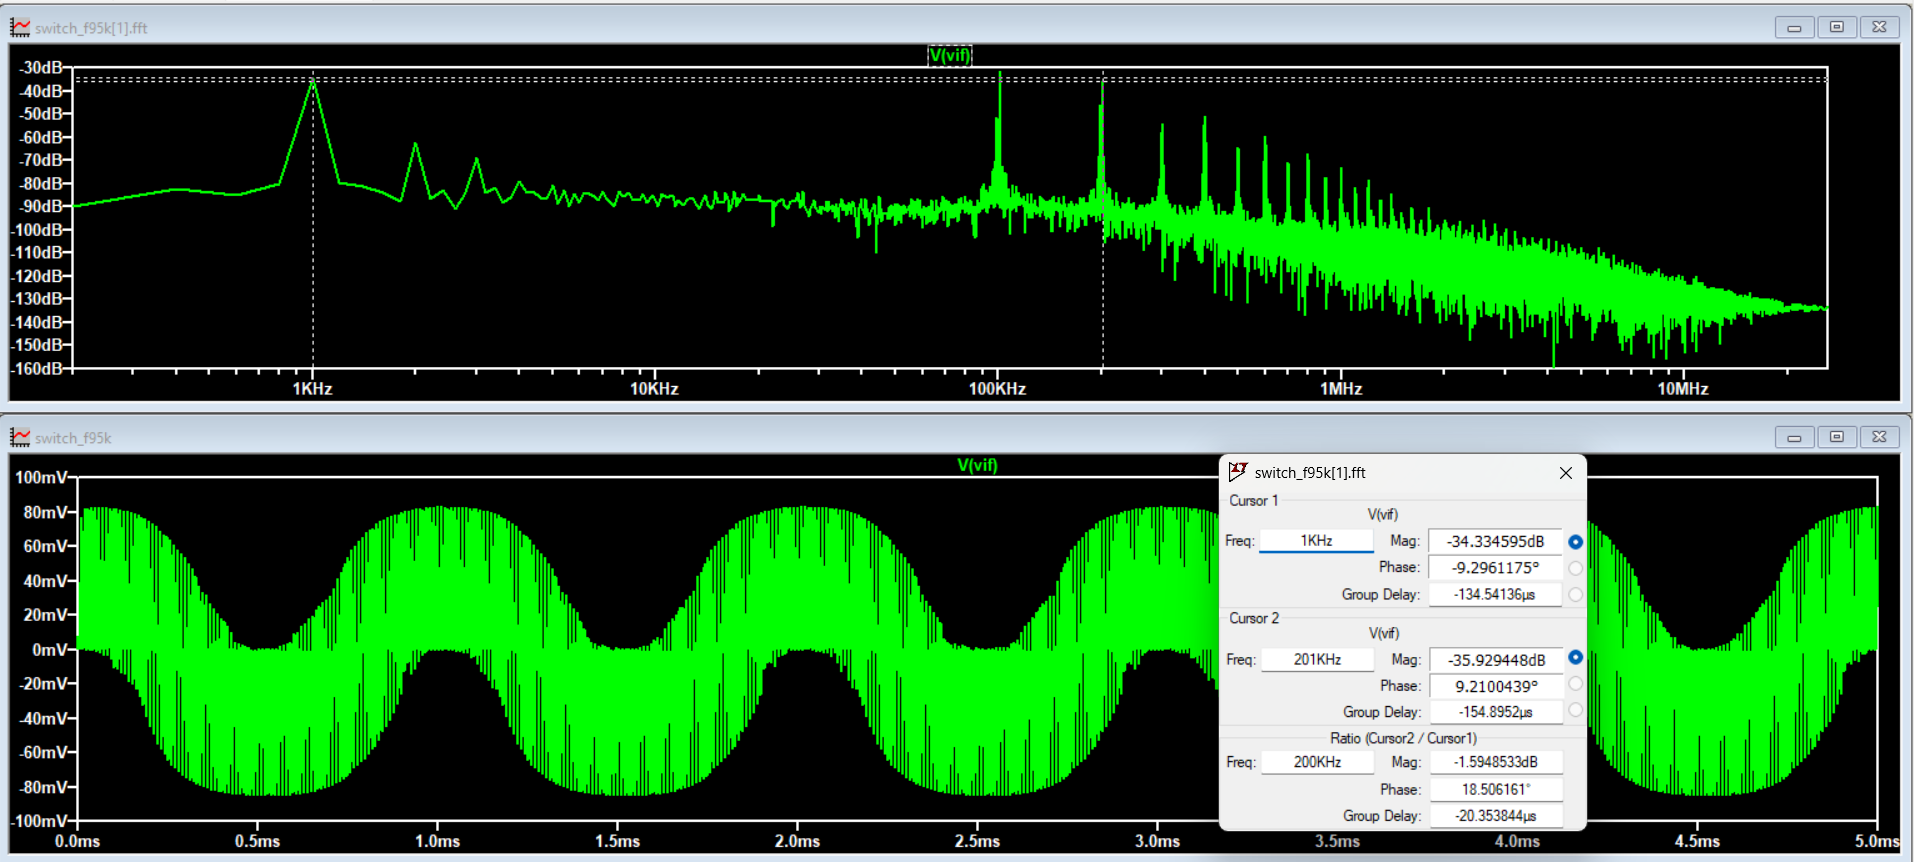 switch_f95k[1].fft
V(vif)
-30dB
-40dB
-50dB
-60dB
-70dB
-80dB
-90dB
-100dB
-110dB
-120dB
-130dB
-140dB
-150dB
-160dB
1KHz 10KHz 100KHz 1MHz 10MHz
switch_f95k
V(vif)
100mV
80mV
60mV
40mV
20mV
0mV
-20mV
-40mV
-60mV
-80mV
-100mV
0.0ms 0.5ms 1.0ms 1.5ms 2.0ms 2.5ms 3.0ms 3.5ms 4.0ms 4.5ms 5.0ms
switch_f95k[1].fft
Cursor 1
V(vif)
Freq: 1KHz Mag: -34.334595dB
Phase: -9.2961175°
Group Delay: -134.54136µs
Cursor 2
V(vif)
Freq: 201KHz Mag: -35.929448dB
Phase: 9.2100439°
Group Delay: -154.8952µs
Ratio (Cursor2 / Cursor1)
Freq: 200KHz Mag: -1.5948533dB
Phase: 18.506161°
Group Delay: -20.353844µs